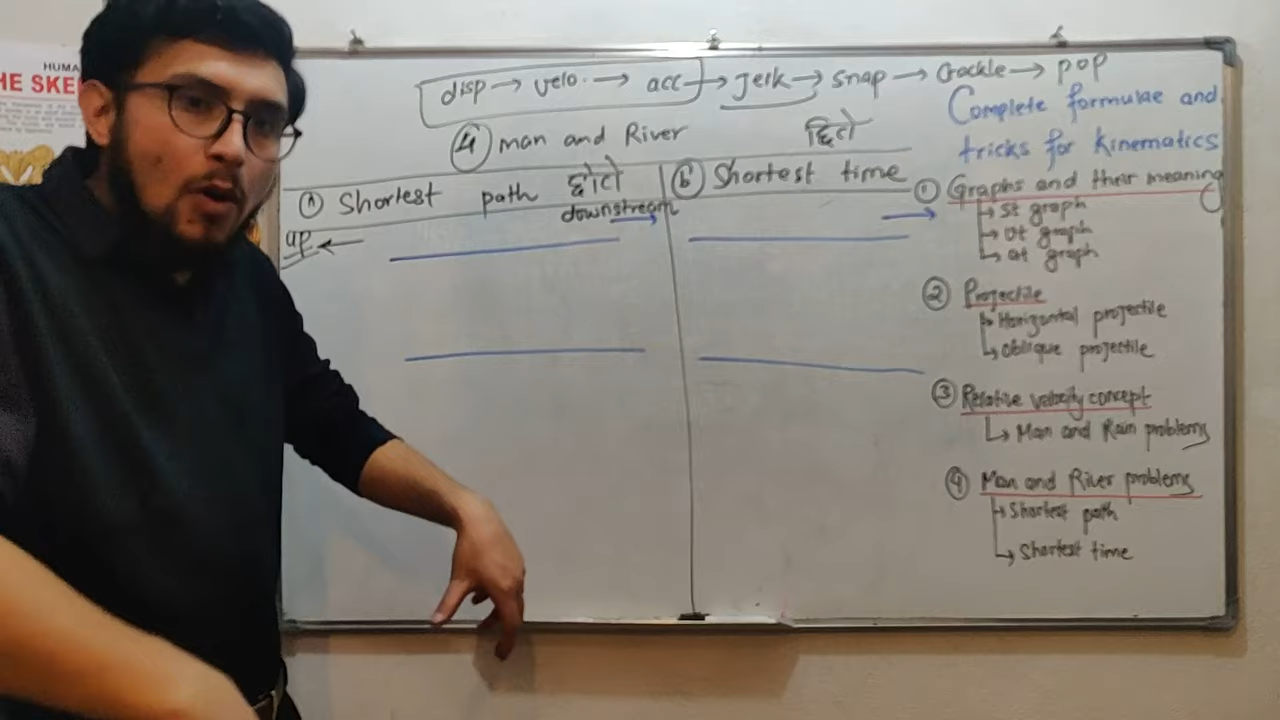 HUMA
HE SKE
disp → velo. → acc → Jerk → Snap → Crackle → pop
④ man and River छिटो
Ⓐ Shortest path छोटो
downstream
up ←
ⓑ Shortest time
Complete formulae and
tricks for kinematics
① Graphs and their meaning
→ st graph
→ vt graph
→ at graph
② Projectile
→ Horizontal projectile
→ Oblique projectile
③ Relative velocity concept
→ Man and Rain problems
④ Man and River problems
→ Shortest path
→ Shortest time